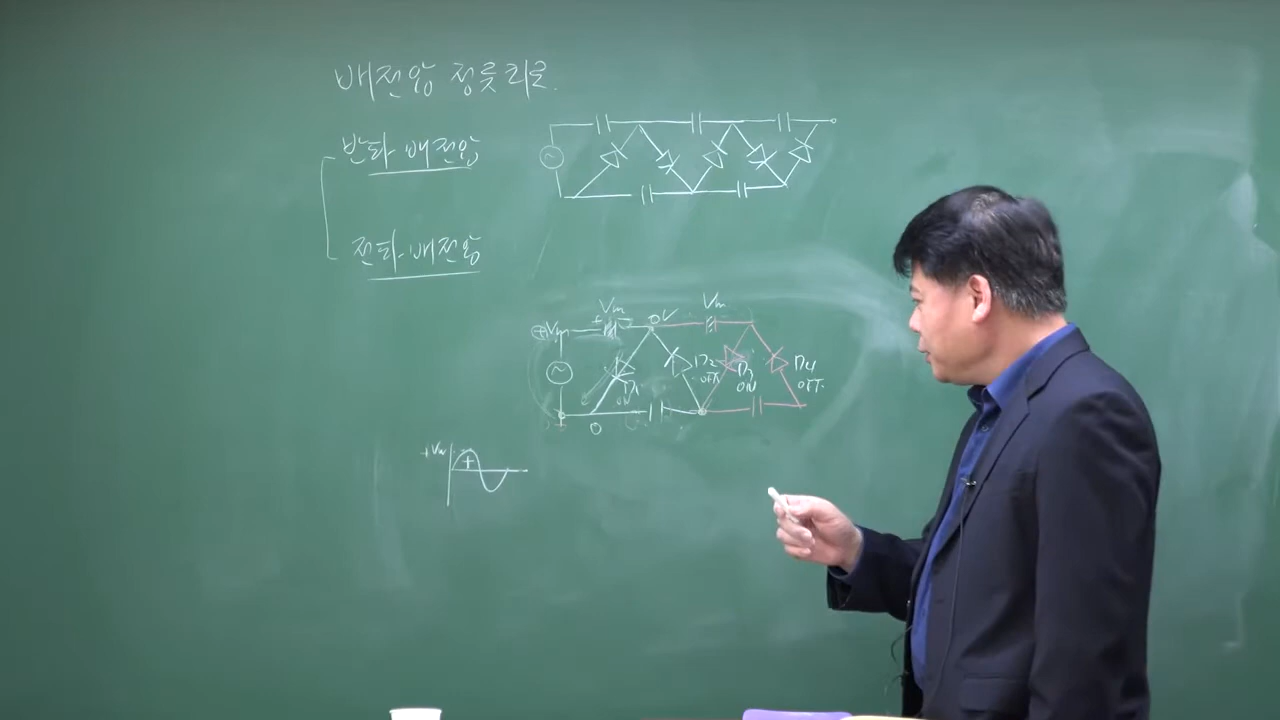 배전압 정류회로.
반파 배전압
전파 배전압
Vm
Vm
+ -
0V
⊕Vm
D1
ON
D2
OFF
D3
ON
D4
OFF
0
+Vm
+